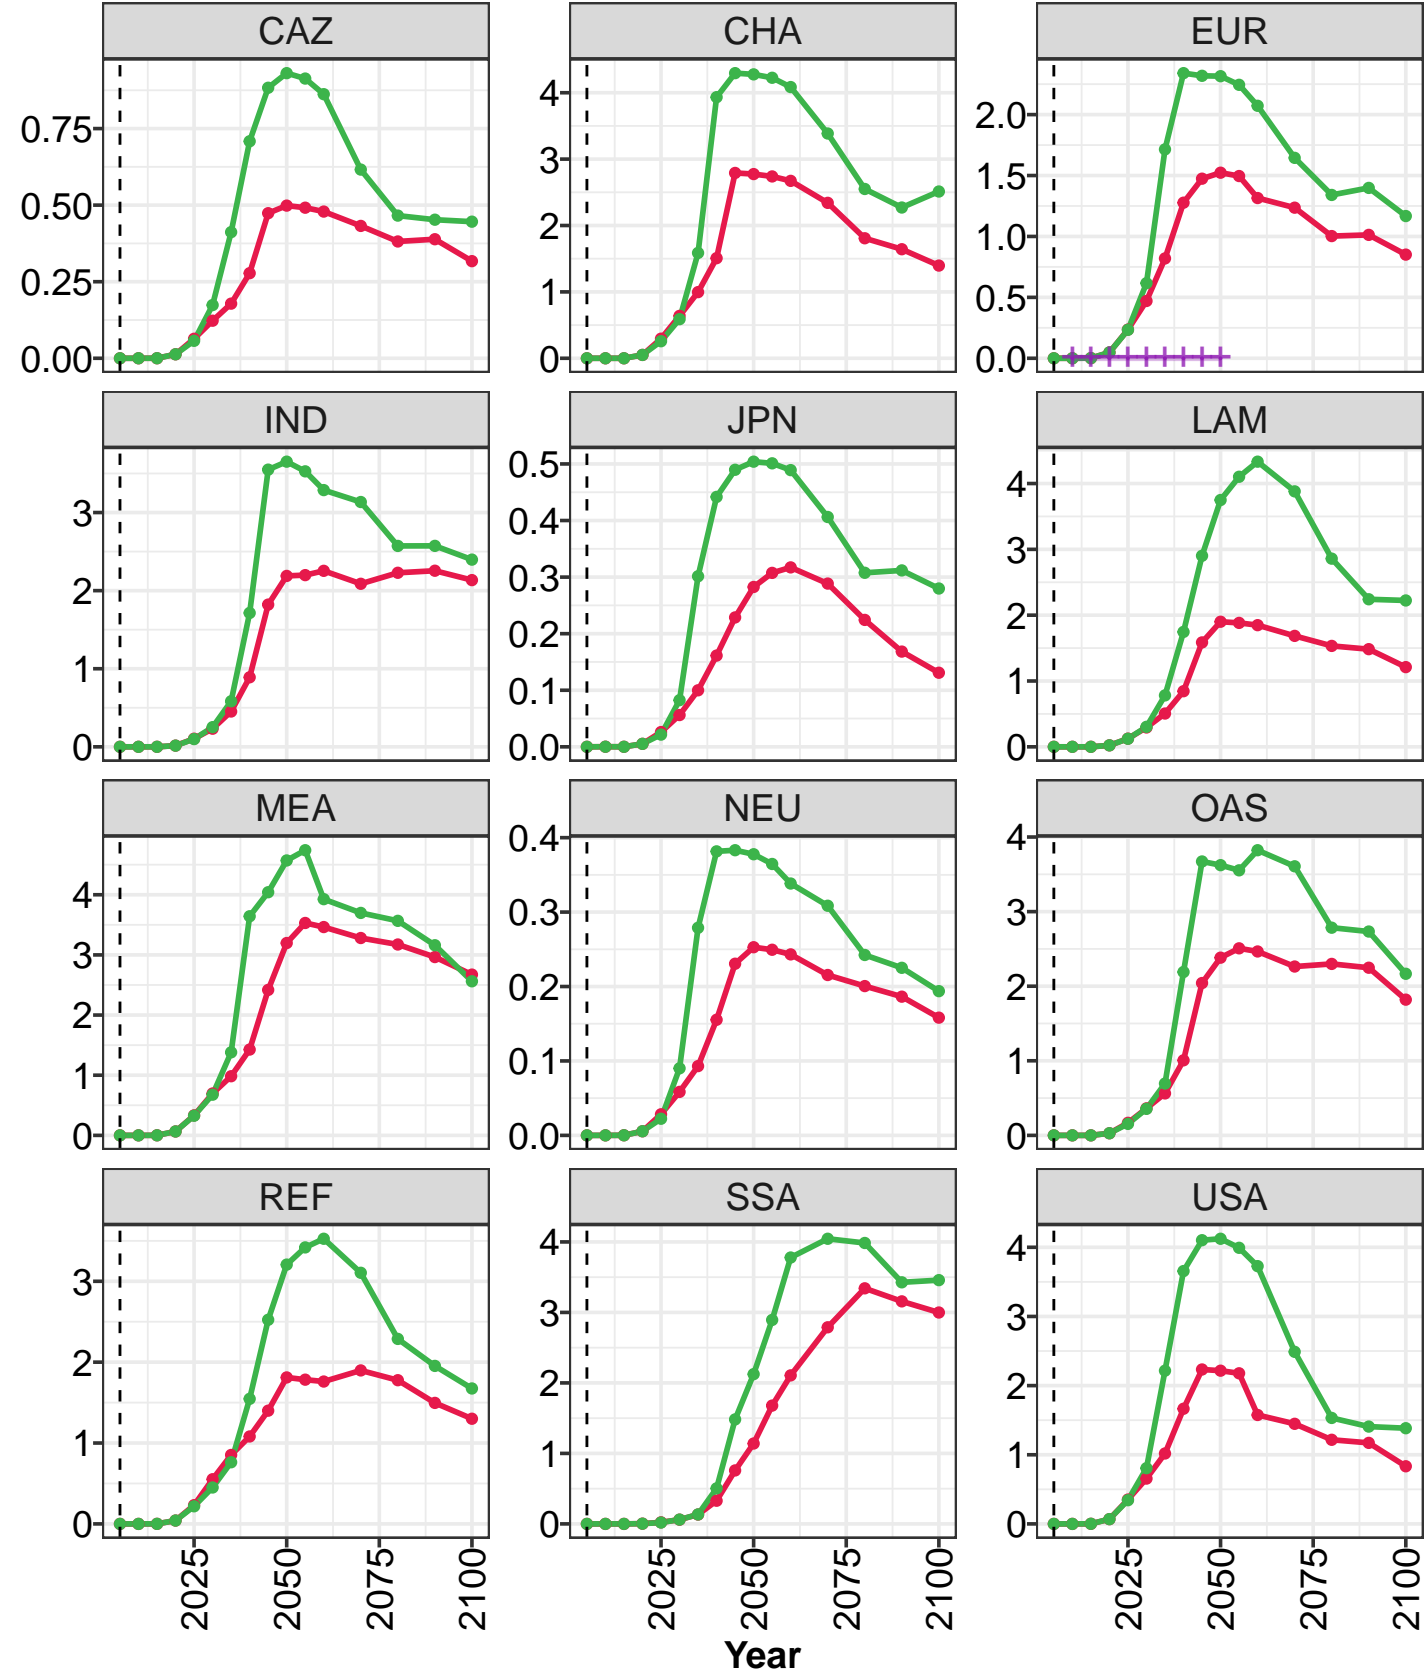 CAZ CHA EUR
0.75 4 2.0
0.50 3 1.5
0.25 2 1.0
0.00 1 0.5
0 0.0
IND JPN LAM
3 0.5 4
2 0.4 3
1 0.3 2
0 0.2 1
0.1 0
0.0
MEA NEU OAS
4 0.4 4
3 0.3 3
2 0.2 2
1 0.1 1
0 0.0 0
REF SSA USA
3 4 4
2 3 3
1 2 2
0 1 1
0 0
2025 2050 2075 2100 2025 2050 2075 2100 2025 2050 2075 2100
Year